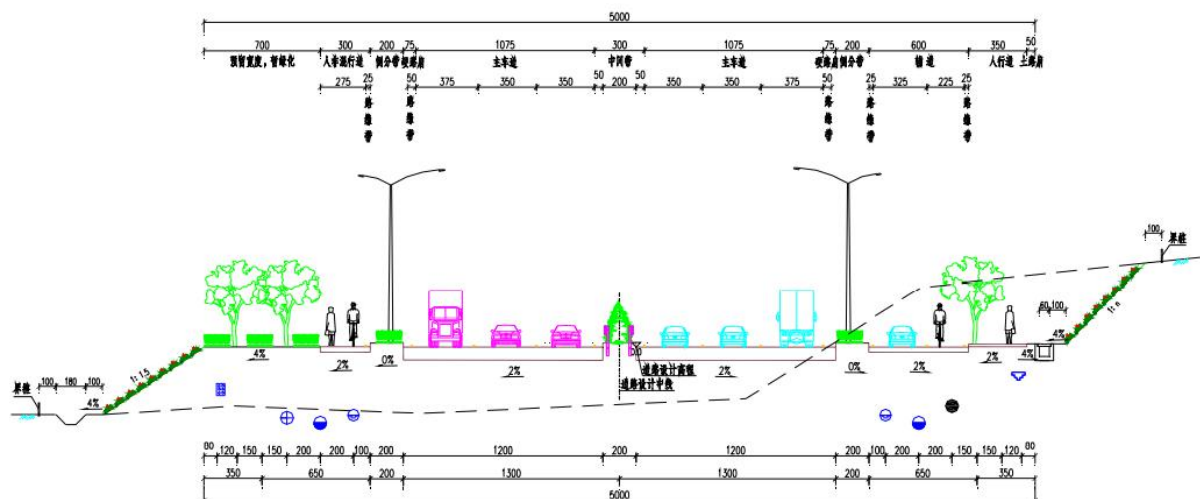 5000
700 300 200 75 1075 300 1075 75 200 600 350 50
预留宽度，暂绿化 人非混行道 侧分带 硬路肩 主车道 中间带 主车道 硬路肩 侧分带 辅道 人行道 土路肩
275 25 50 375 350 350 50 200 50 350 350 375 50 25 325 225 25
路缘带 路缘带 路缘带 路缘带 路缘带
100 界桩
60 100
1:n
4% 2% 0% 2% 2% 0% 2% 2% 4% 4%
道路设计高程
道路设计中线
1:1.5
界桩 100 180 100
4%
80 120 150 150 200 200 100 200 1200 200 1200 200 100 200 200 150 150 120 80
350 650 200 1300 1300 200 650 350